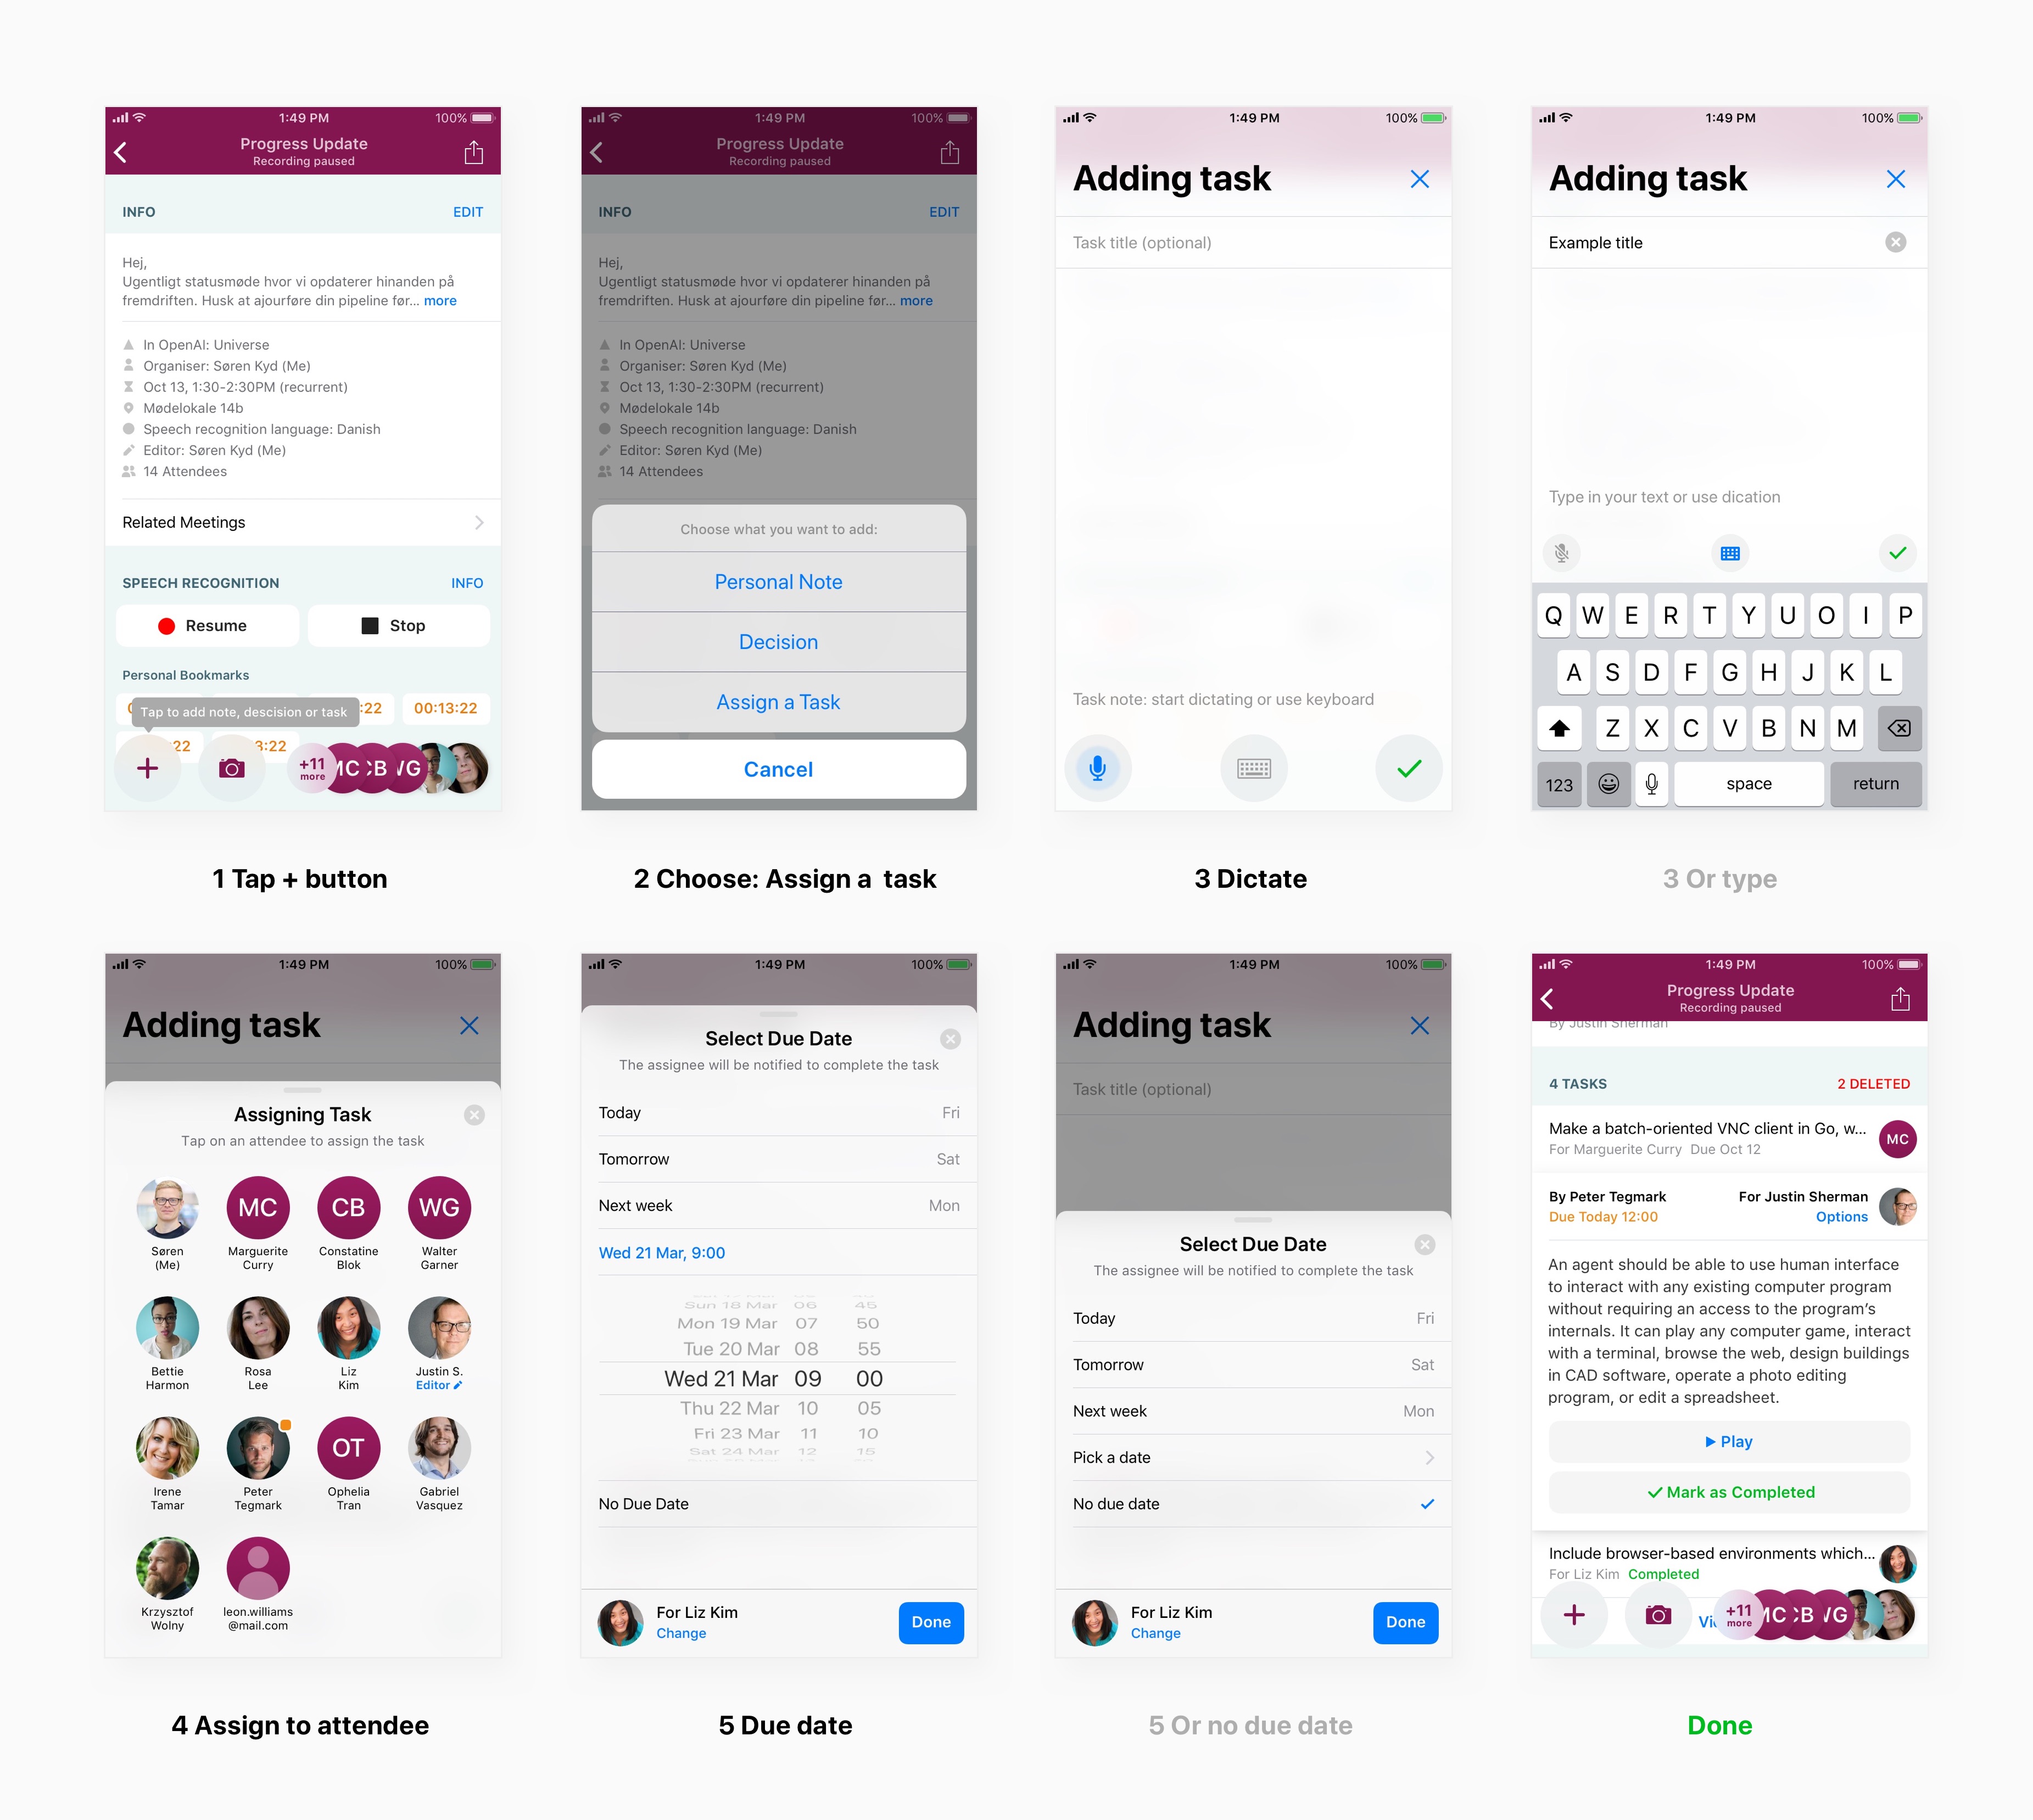 1:49 PM
100%
Progress Update
Recording paused
INFO
EDIT
Hej,
Ugentligt statusmøde hvor vi opdaterer hinanden på
fremdriften. Husk at ajourføre din pipeline før... more
In OpenAI: Universe
Organiser: Søren Kyd (Me)
Oct 13, 1:30-2:30PM (recurrent)
Mødelokale 14b
Speech recognition language: Danish
Editor: Søren Kyd (Me)
14 Attendees
Related Meetings
SPEECH RECOGNITION
INFO
Resume
Stop
Personal Bookmarks
:22
00:13:22
Tap to add note, descision or task
22
3:22
+11
more
MC
CB
WG
1 Tap + button
1:49 PM
100%
Progress Update
Recording paused
INFO
EDIT
Hej,
Ugentligt statusmøde hvor vi opdaterer hinanden på
fremdriften. Husk at ajourføre din pipeline før... more
In OpenAI: Universe
Organiser: Søren Kyd (Me)
Oct 13, 1:30-2:30PM (recurrent)
Mødelokale 14b
Speech recognition language: Danish
Editor: Søren Kyd (Me)
14 Attendees
Choose what you want to add:
Personal Note
Decision
Assign a Task
Cancel
2 Choose: Assign a task
1:49 PM
100%
Adding task
Task title (optional)
Task note: start dictating or use keyboard
3 Dictate
1:49 PM
100%
Adding task
Example title
Type in your text or use dication
Q W E R T Y U O I P
A S D F G H J K L
Z X C V B N M
123
space
return
3 Or type
1:49 PM
100%
Adding task
Assigning Task
Tap on an attendee to assign the task
MC
CB
WG
Søren
(Me)
Marguerite
Curry
Constatine
Blok
Walter
Garner
Bettie
Harmon
Rosa
Lee
Liz
Kim
Justin S.
Editor
OT
Irene
Tamar
Peter
Tegmark
Ophelia
Tran
Gabriel
Vasquez
Krzysztof
Wolny
leon.williams
@mail.com
4 Assign to attendee
1:49 PM
100%
Select Due Date
The assignee will be notified to complete the task
Today
Fri
Tomorrow
Sat
Next week
Mon
Wed 21 Mar, 9:00
Sun 18 Mar 06 45
Mon 19 Mar 07 50
Tue 20 Mar 08 55
Wed 21 Mar 09 00
Thu 22 Mar 10 05
Fri 23 Mar 11 10
Sat 24 Mar 12 15
No Due Date
For Liz Kim
Change
Done
5 Due date
1:49 PM
100%
Adding task
Task title (optional)
Select Due Date
The assignee will be notified to complete the task
Today
Fri
Tomorrow
Sat
Next week
Mon
Pick a date
No due date
For Liz Kim
Change
Done
5 Or no due date
1:49 PM
100%
Progress Update
Recording paused
By Justin Sherman
4 TASKS
2 DELETED
Make a batch-oriented VNC client in Go, w...
For Marguerite Curry Due Oct 12
MC
By Peter Tegmark
Due Today 12:00
For Justin Sherman
Options
An agent should be able to use human interface
to interact with any existing computer program
without requiring an access to the program's
internals. It can play any computer game, interact
with a terminal, browse the web, design buildings
in CAD software, operate a photo editing
program, or edit a spreadsheet.
Play
Mark as Completed
Include browser-based environments which...
For Liz Kim Completed
+11
more
MC
CB
WG
Done